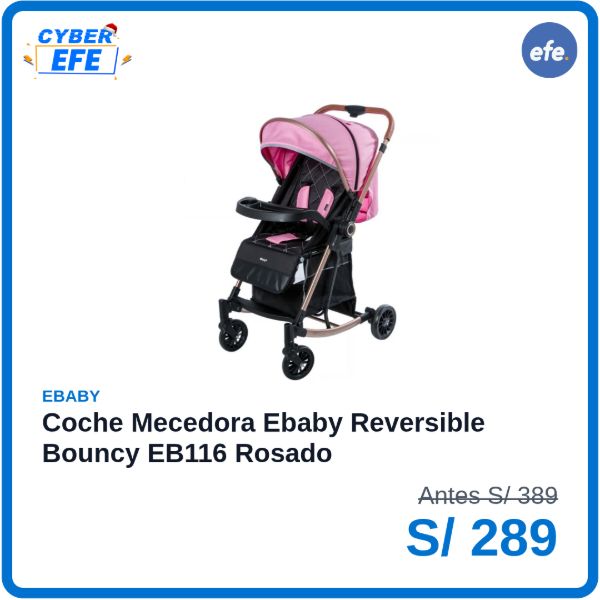 CYBER
EFE
efe.
EBABY
Coche Mecedora Ebaby Reversible
Bouncy EB116 Rosado
Antes S/ 389
S/ 289